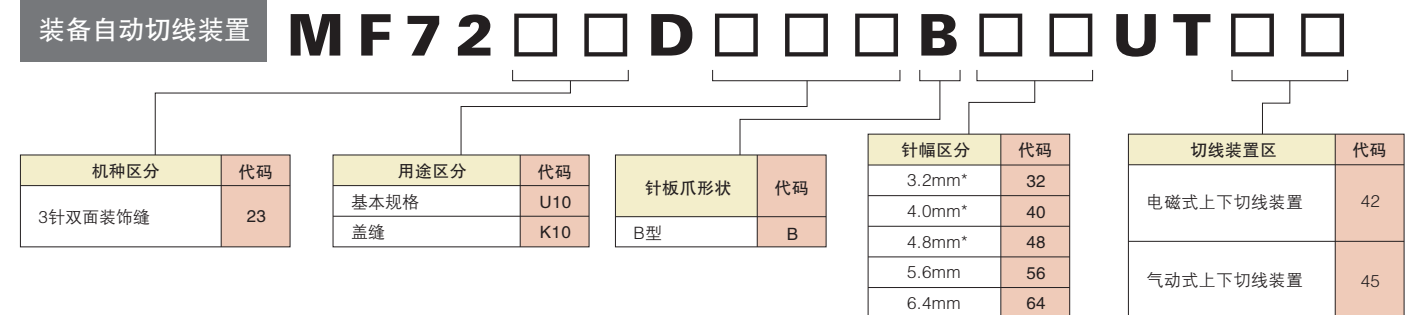 装备自动切线装置 MF72□□D□□□B□□UT□□
机种区分 代码
3针双面装饰缝 23
用途区分 代码
基本规格 U10
盖缝 K10
针板爪形状 代码
B型 B
针幅区分 代码
3.2mm* 32
4.0mm* 40
4.8mm* 48
5.6mm 56
6.4mm 64
切线装置区 代码
电磁式上下切线装置 42
气动式上下切线装置 45